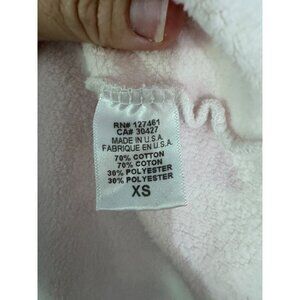 RN# 127461
CA# 30427
MADE IN U.S.A.
FABRIQUE EN U.S.A.
70% COTTON
70% COTON
30% POLYESTER
30% POLYESTER
XS